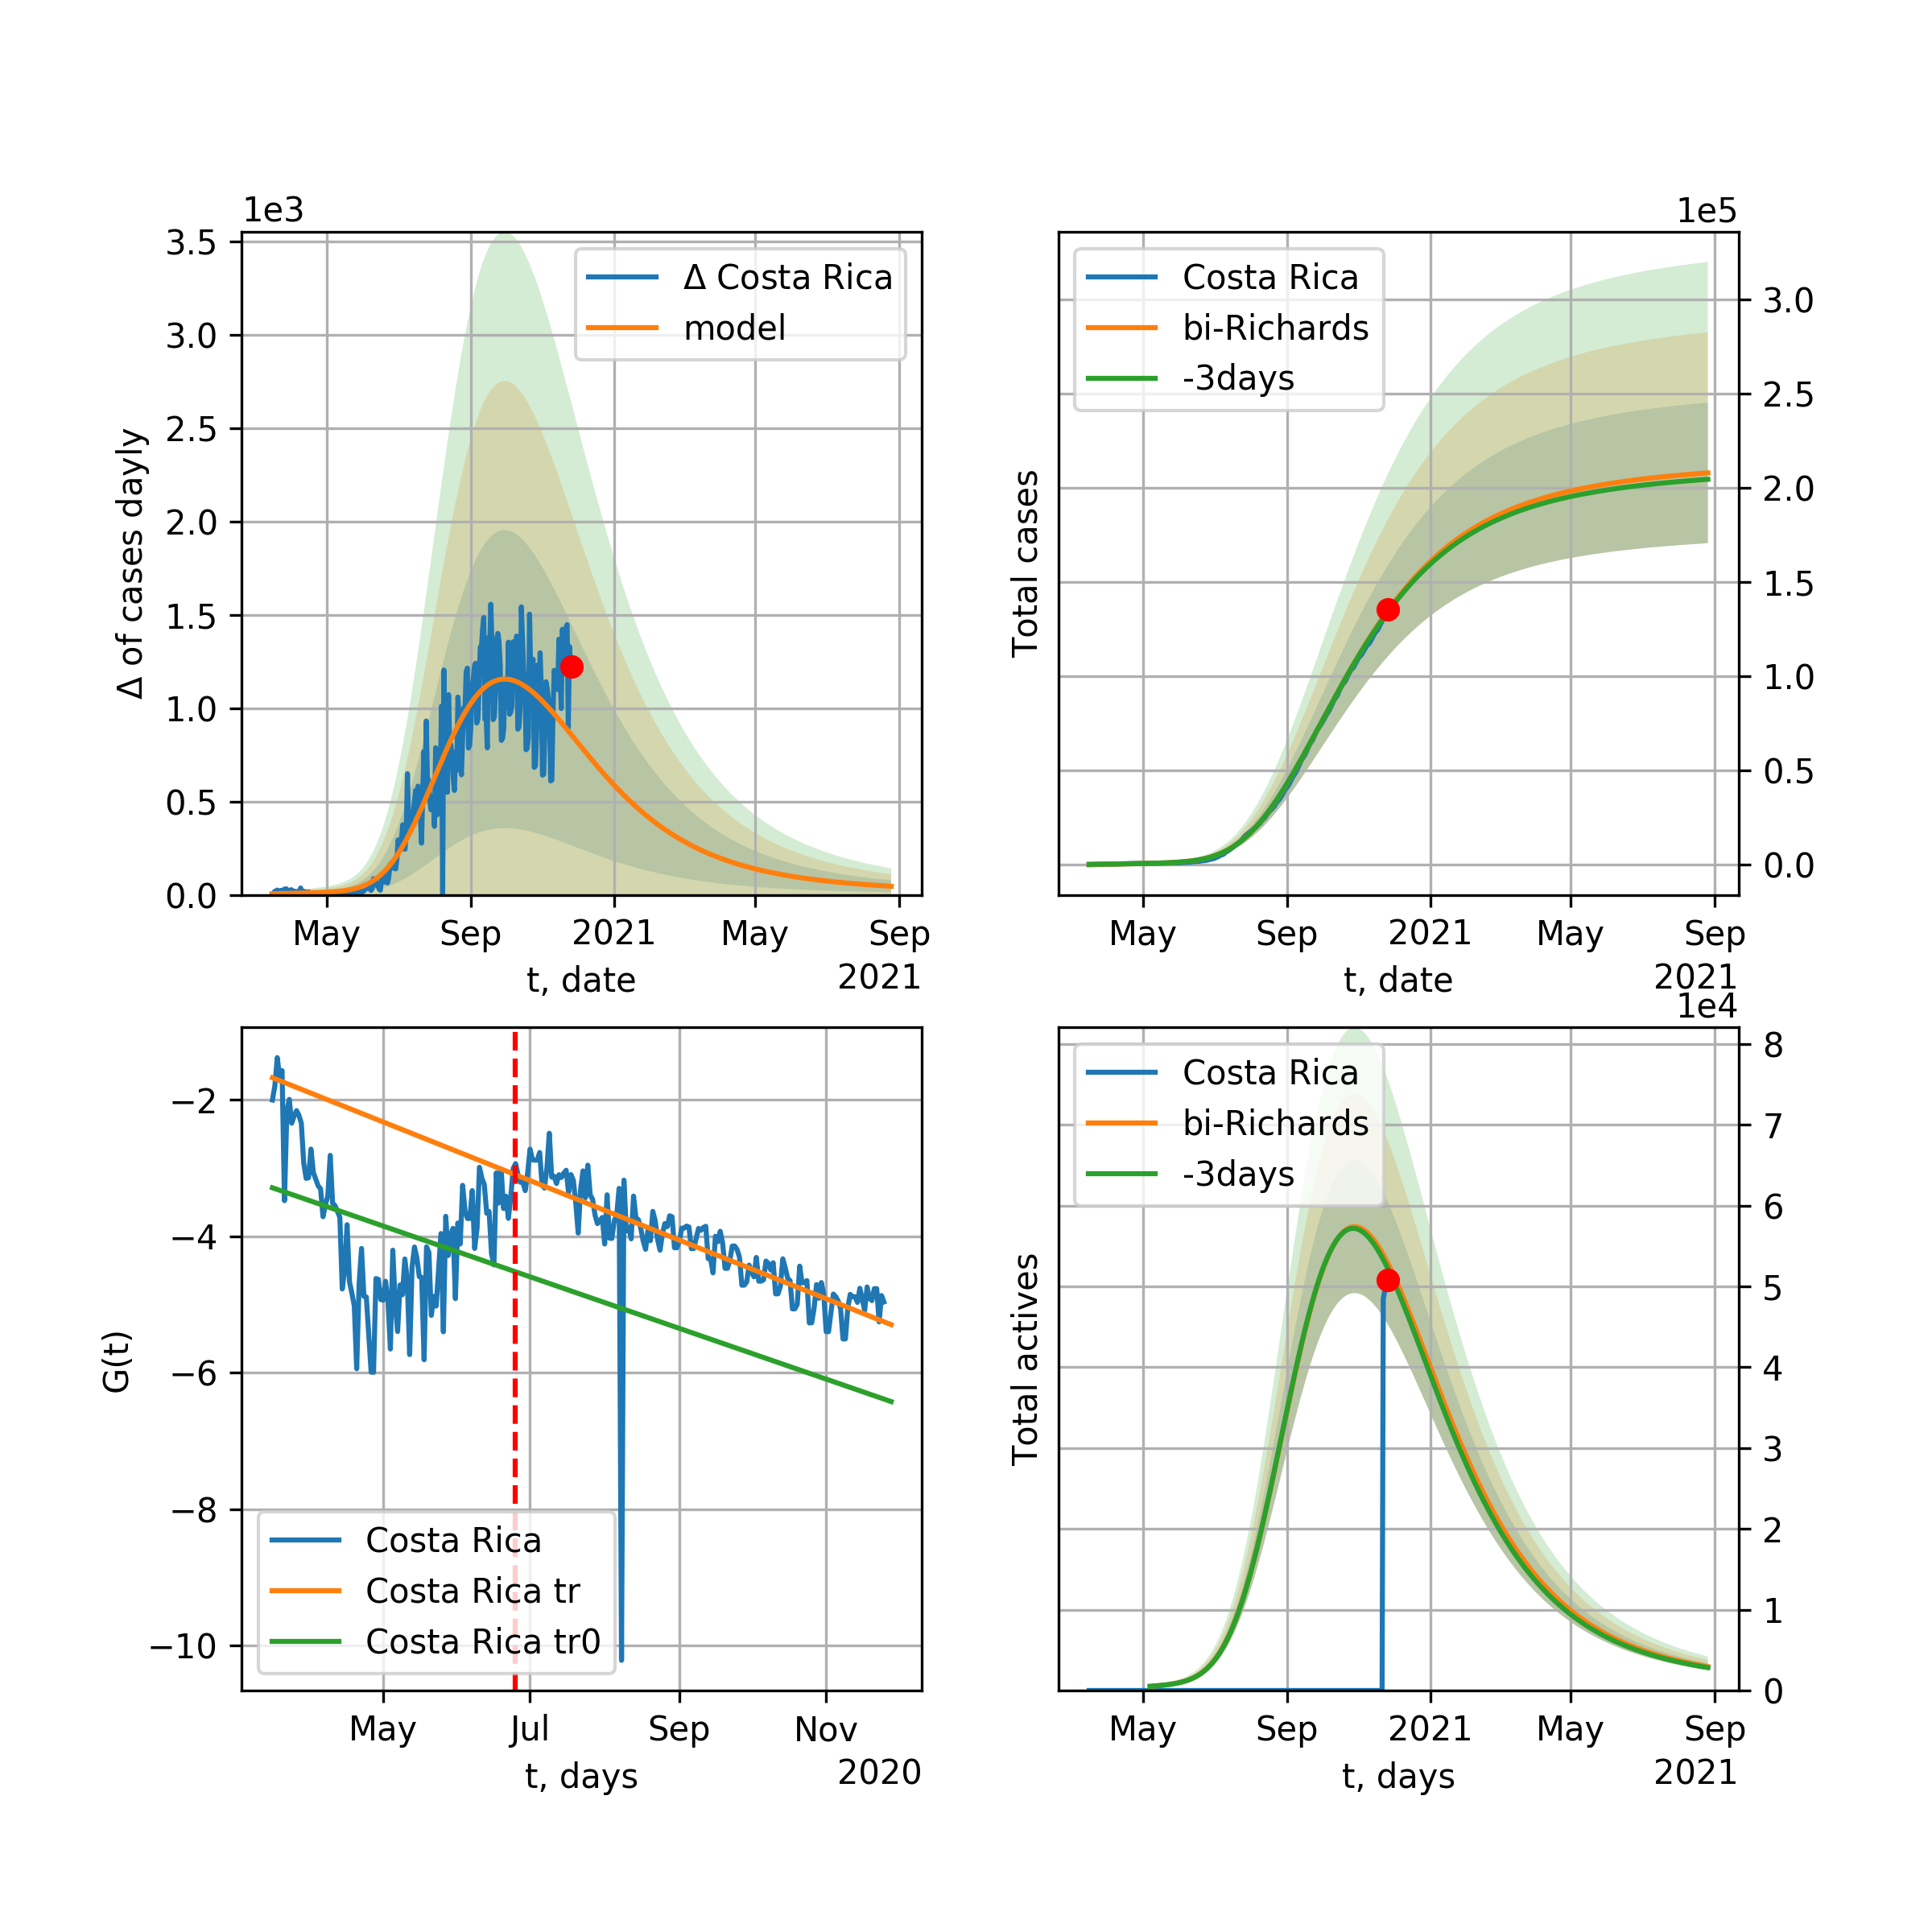 1e3
3.5
3.0
2.5
2.0
1.5
1.0
0.5
0.0
Δ of cases dayly
Δ Costa Rica
model
May Sep 2021 May Sep
t, date
2021
1e5
Costa Rica
bi-Richards
-3days
Total cases
3.0
2.5
2.0
1.5
1.0
0.5
0.0
May Sep 2021 May Sep
t, date
2021
−2
−4
−6
−8
−10
G(t)
Costa Rica
Costa Rica tr
Costa Rica tr0
May Jul Sep Nov
t, days
2020
1e4
Costa Rica
bi-Richards
-3days
Total actives
8
7
6
5
4
3
2
1
0
May Sep 2021 May Sep
t, days
2021